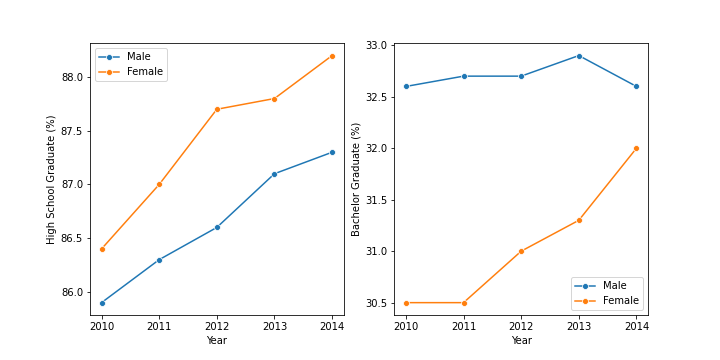 High School Graduate (%)
88.0
87.5
87.0
86.5
86.0
Male
Female
2010 2011 2012 2013 2014
Year
Bachelor Graduate (%)
33.0
32.5
32.0
31.5
31.0
30.5
Male
Female
2010 2011 2012 2013 2014
Year